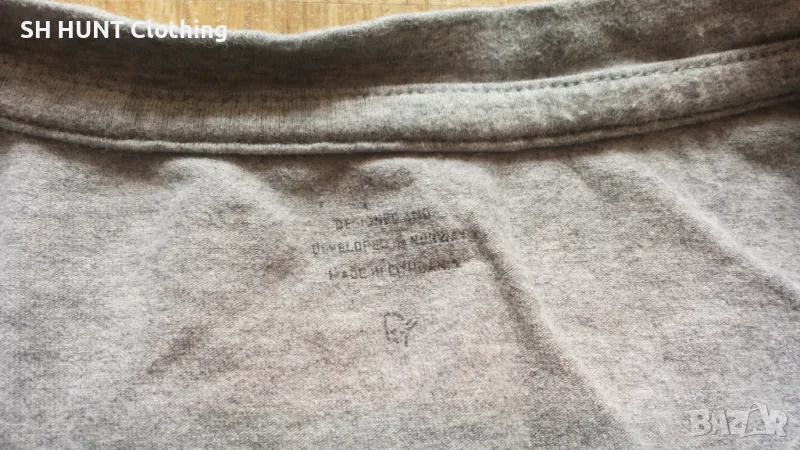 SH HUNT Clothing
DESIGNED AND
DEVELOPED IN NORWAY
MADE IN LITHUANIA
BAZAR